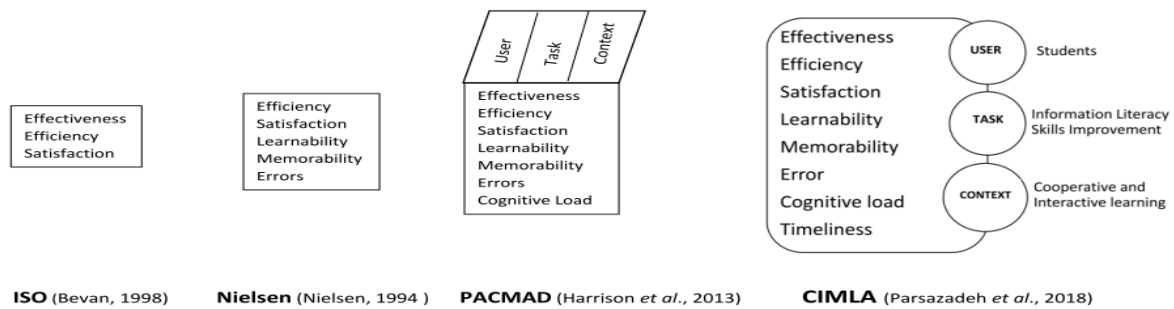 Effectiveness
Efficiency
Satisfaction
ISO (Bevan, 1998)
Efficiency
Satisfaction
Learnability
Memorability
Errors
Nielsen (Nielsen, 1994 )
User
Task
Context
Effectiveness
Efficiency
Satisfaction
Learnability
Memorability
Errors
Cognitive Load
PACMAD (Harrison et al., 2013)
Effectiveness
Efficiency
Satisfaction
Learnability
Memorability
Error
Cognitive load
Timeliness
USER
Students
TASK
Information Literacy
Skills Improvement
CONTEXT
Cooperative and
Interactive learning
CIMLA (Parsazadeh et al., 2018)